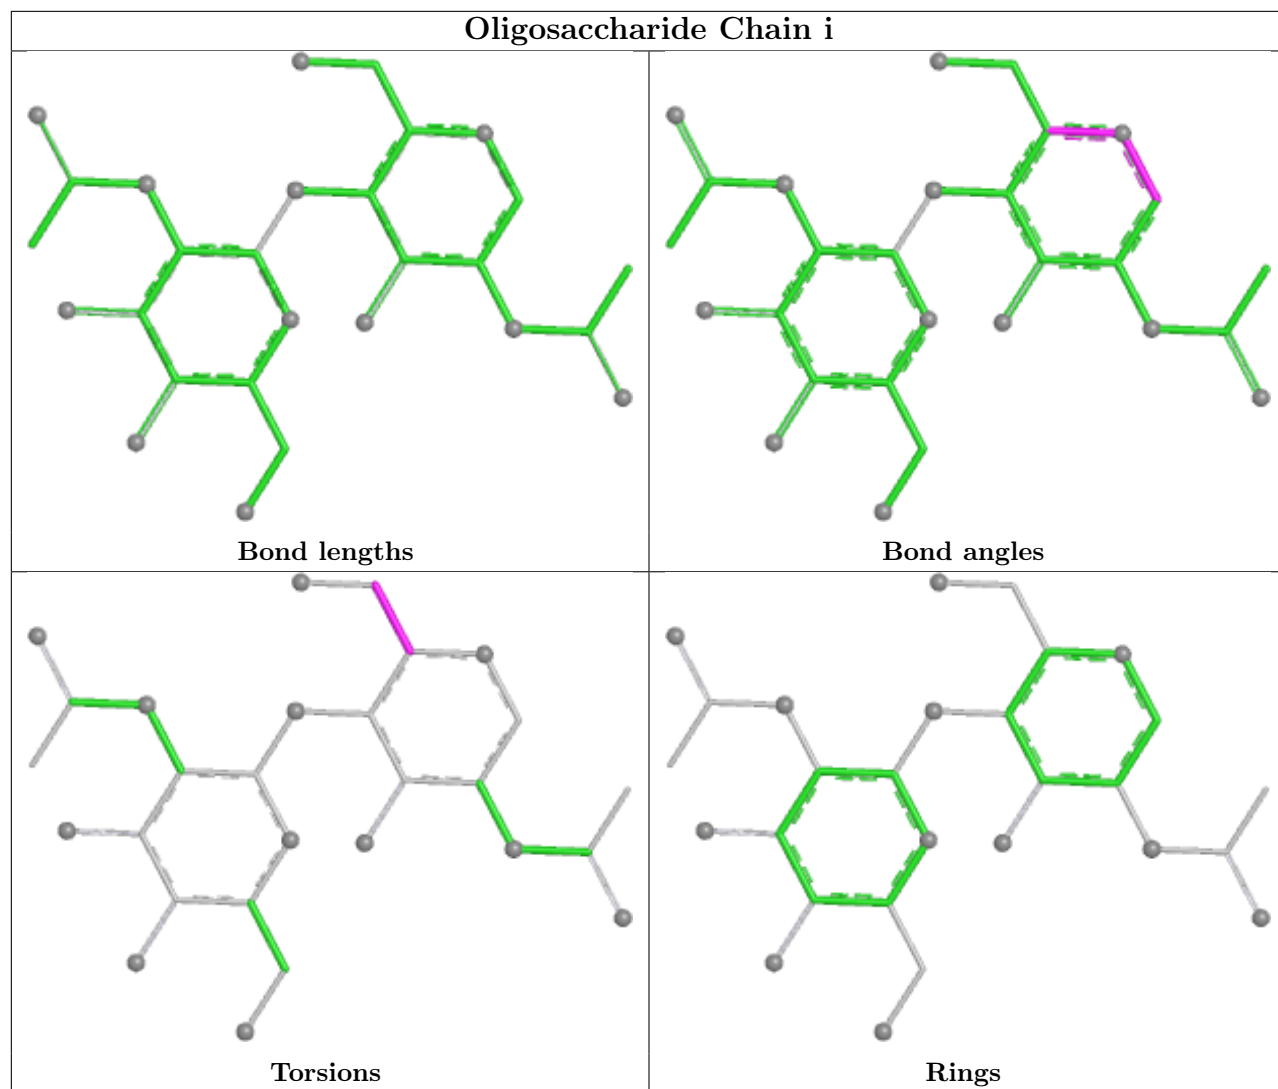 Oligosaccharide Chain i
Bond lengths
Bond angles
Torsions
Rings